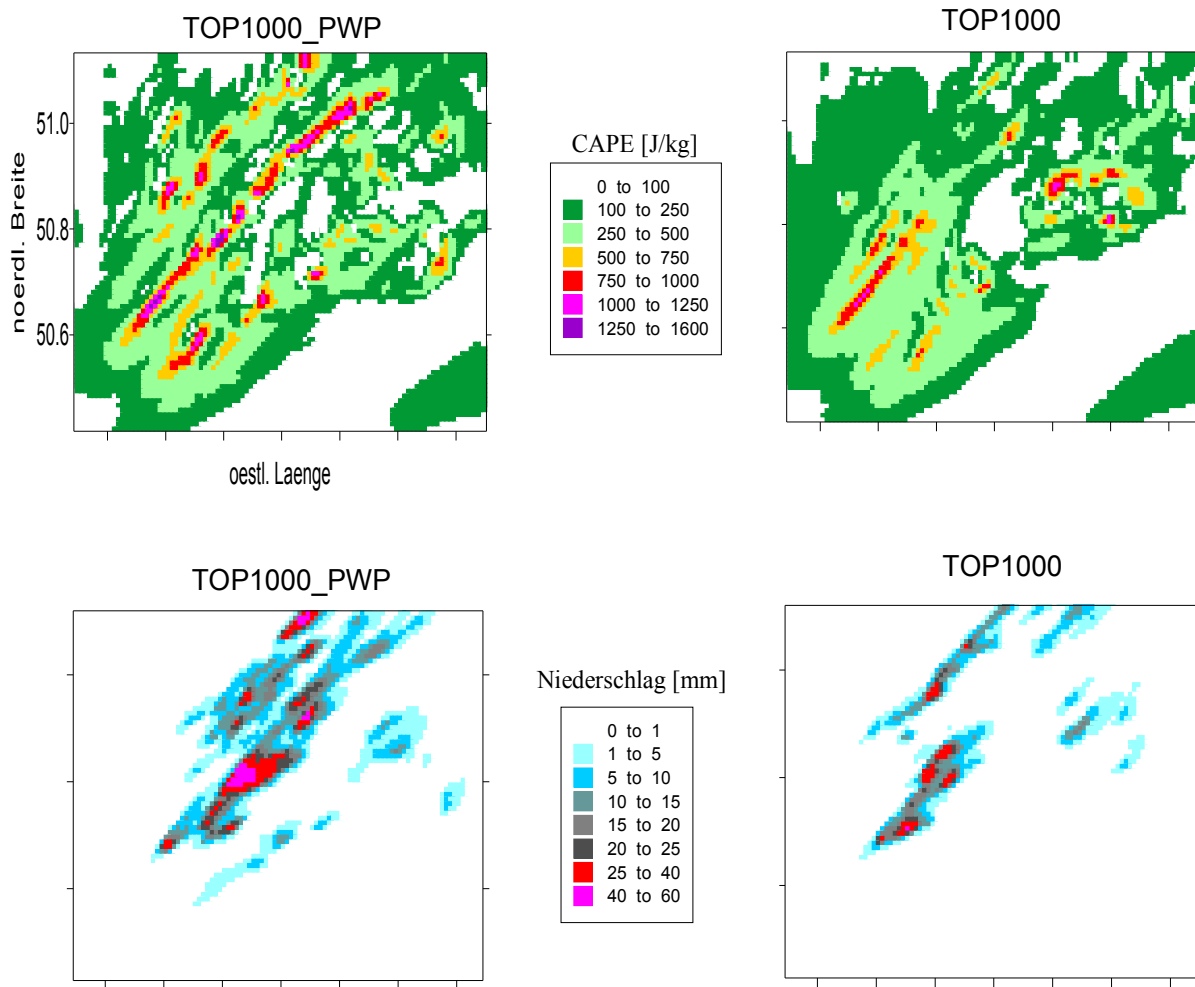 TOP1000_PWP
TOP1000
noerdl. Breite
51.0
50.8
50.6
oestl. Laenge
CAPE [J/kg]
0 to 100
100 to 250
250 to 500
500 to 750
750 to 1000
1000 to 1250
1250 to 1600
TOP1000_PWP
TOP1000
Niederschlag [mm]
0 to 1
1 to 5
5 to 10
10 to 15
15 to 20
20 to 25
25 to 40
40 to 60